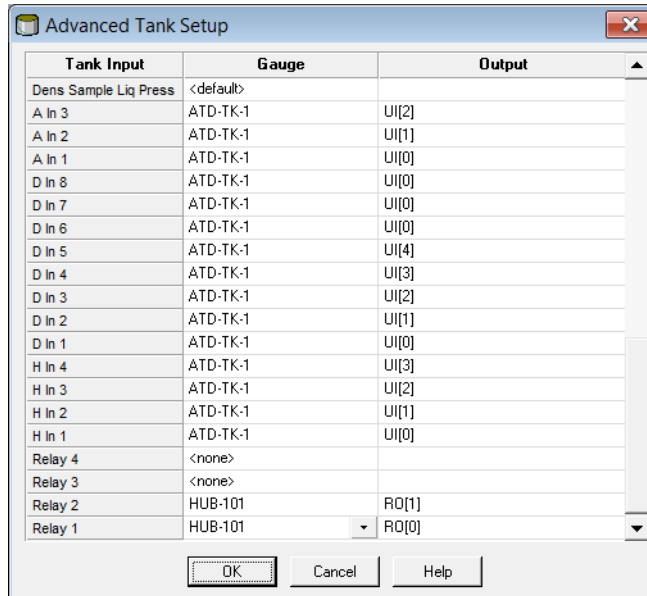 Advanced Tank Setup
Tank Input Gauge Output
Dens Sample Liq Press <default>
A In 3 ATD-TK-1 UI[2]
A In 2 ATD-TK-1 UI[1]
A In 1 ATD-TK-1 UI[0]
D In 8 ATD-TK-1 UI[0]
D In 7 ATD-TK-1 UI[0]
D In 6 ATD-TK-1 UI[0]
D In 5 ATD-TK-1 UI[4]
D In 4 ATD-TK-1 UI[3]
D In 3 ATD-TK-1 UI[2]
D In 2 ATD-TK-1 UI[1]
D In 1 ATD-TK-1 UI[0]
H In 4 ATD-TK-1 UI[3]
H In 3 ATD-TK-1 UI[2]
H In 2 ATD-TK-1 UI[1]
H In 1 ATD-TK-1 UI[0]
Relay 4 <none>
Relay 3 <none>
Relay 2 HUB-101 RO[1]
Relay 1 HUB-101 RO[0]
OK Cancel Help